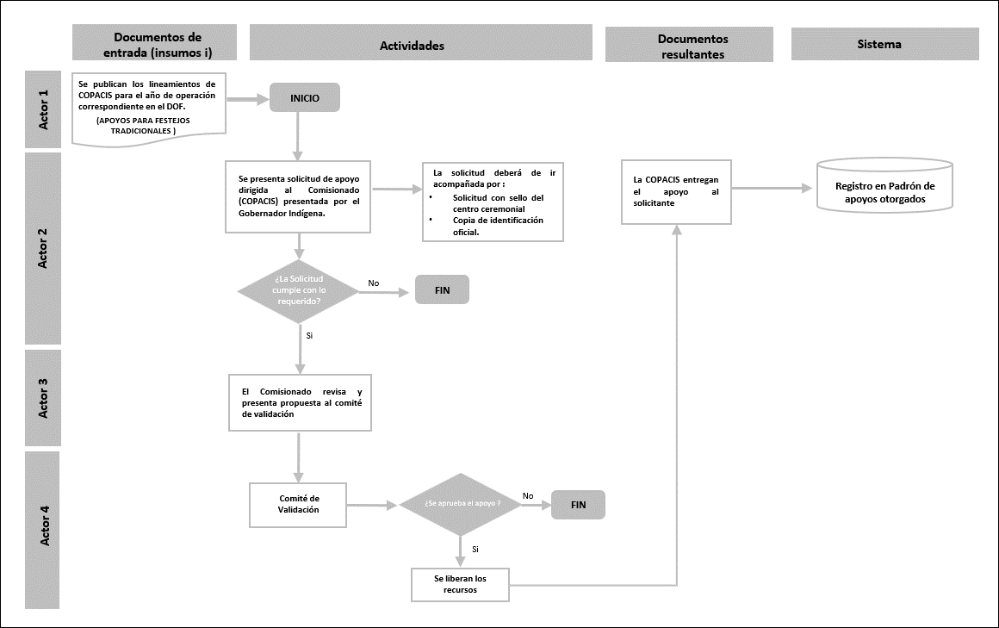 Documentos de
entrada (insumos i)
Actividades
Documentos
resultantes
Sistema
Actor 1
Se publican los lineamientos de
COPACIS para el año de operación
correspondiente en el DOF.
(APOYOS PARA FESTEJOS
TRADICIONALES )
INICIO
Actor 2
Se presenta solicitud de apoyo
dirigida al Comisionado
(COPACIS) presentada por el
Gobernador Indígena.
La solicitud deberá de ir
acompañada por :
• Solicitud con sello del
centro ceremonial
• Copia de identificación
oficial.
La COPACIS entregan
el apoyo al
solicitante
Registro en Padrón de
apoyos otorgados
¿La Solicitud
cumple con lo
requerido?
No
FIN
Si
Actor 3
El Comisionado revisa y
presenta propuesta al comité
de validación
Actor 4
Comité de
Validación
¿Se aprueba el apoyo ?
No
FIN
Si
Se liberan los
recursos